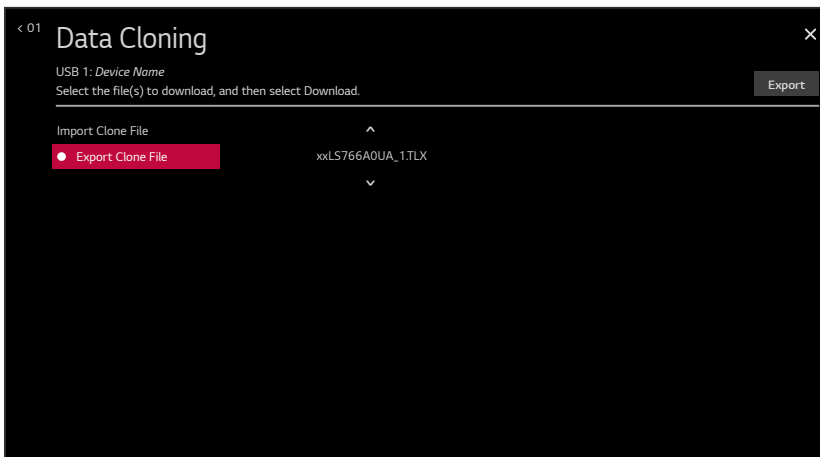 < 01
Data Cloning
USB 1: Device Name
Select the file(s) to download, and then select Download.
Export
Import Clone File
Export Clone File
xxLS766A0UA_1.TLX